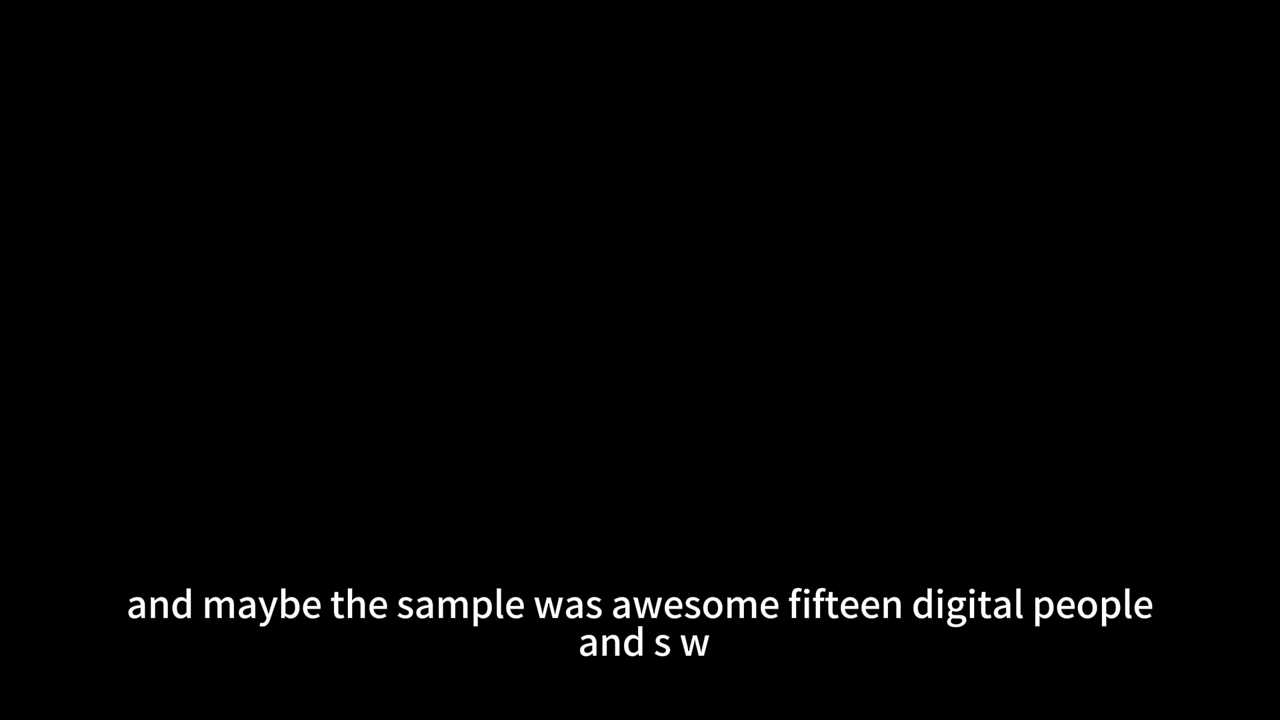 and maybe the sample was awesome fifteen digital people
and s w